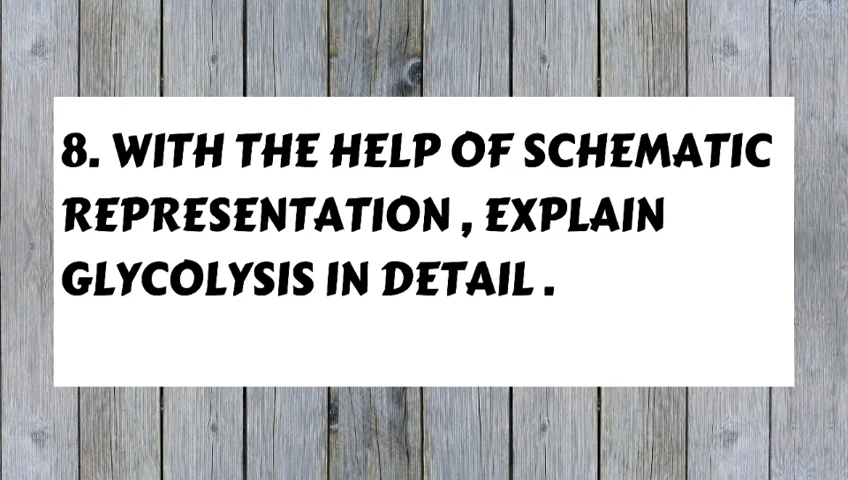 8. WITH THE HELP OF SCHEMATIC
REPRESENTATION , EXPLAIN
GLYCOLYSIS IN DETAIL .